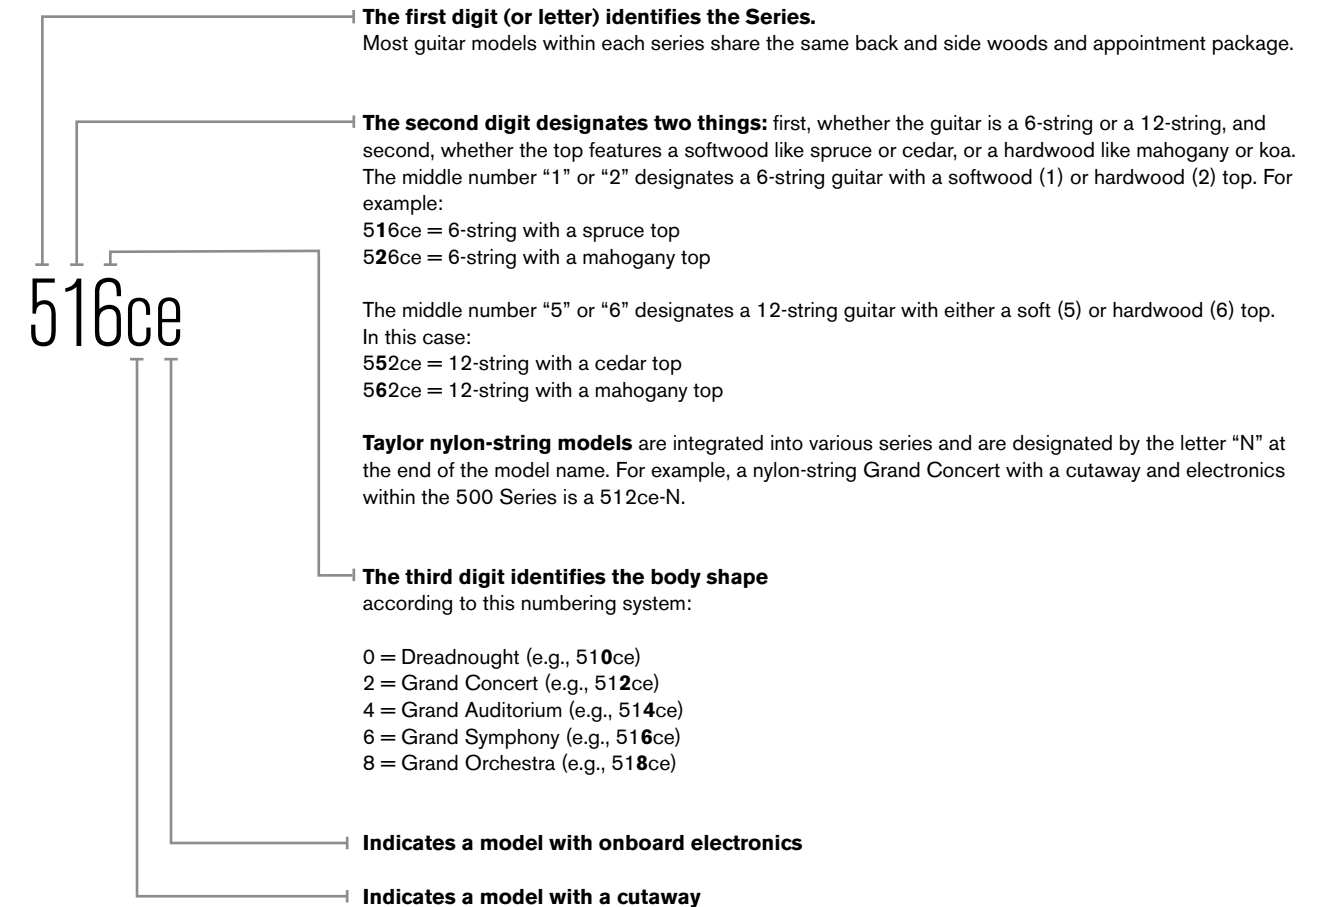 The first digit (or letter) identifies the Series.
Most guitar models within each series share the same back and side woods and appointment package.
The second digit designates two things: first, whether the guitar is a 6-string or a 12-string, and
second, whether the top features a softwood like spruce or cedar, or a hardwood like mahogany or koa.
The middle number “1” or “2” designates a 6-string guitar with a softwood (1) or hardwood (2) top. For
example:
516ce = 6-string with a spruce top
526ce = 6-string with a mahogany top
516ce
The middle number “5” or “6” designates a 12-string guitar with either a soft (5) or hardwood (6) top.
In this case:
552ce = 12-string with a cedar top
562ce = 12-string with a mahogany top
Taylor nylon-string models are integrated into various series and are designated by the letter “N” at
the end of the model name. For example, a nylon-string Grand Concert with a cutaway and electronics
within the 500 Series is a 512ce-N.
The third digit identifies the body shape
according to this numbering system:
0 = Dreadnought (e.g., 510ce)
2 = Grand Concert (e.g., 512ce)
4 = Grand Auditorium (e.g., 514ce)
6 = Grand Symphony (e.g., 516ce)
8 = Grand Orchestra (e.g., 518ce)
Indicates a model with onboard electronics
Indicates a model with a cutaway